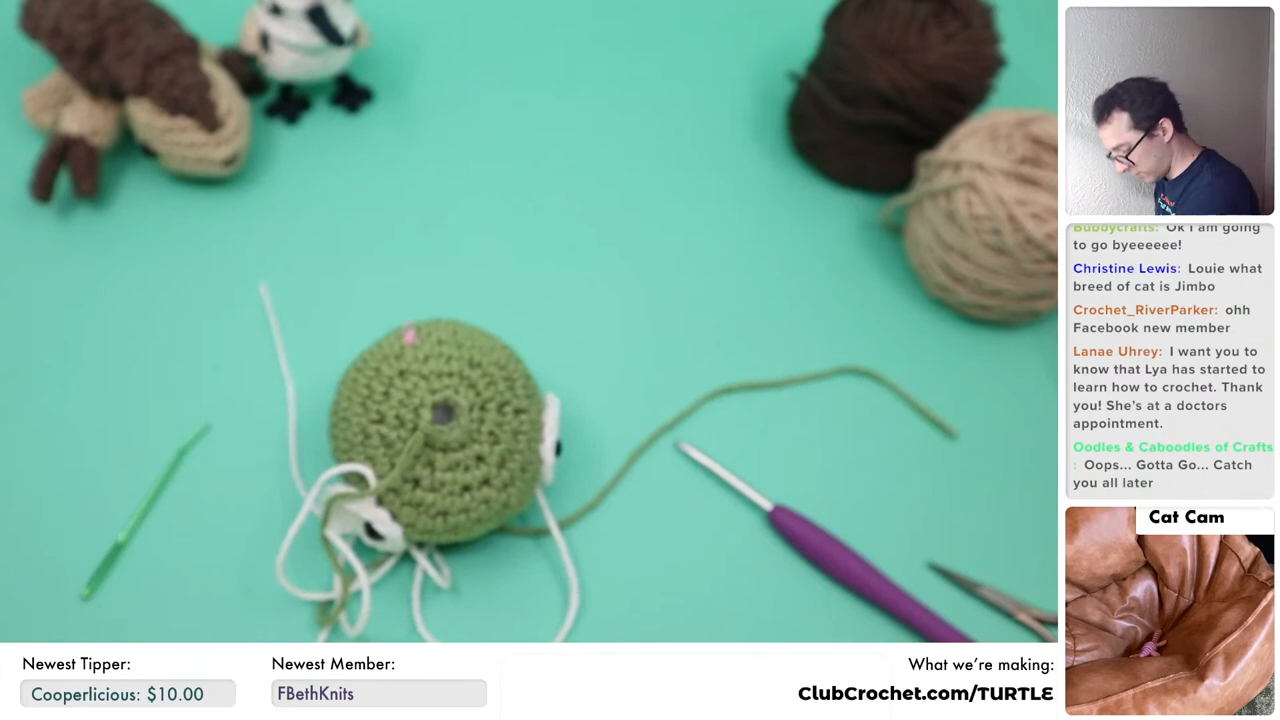 Bubbycrafts: Ok I am going
to go byeeeeee!
Christine Lewis: Louie what
breed of cat is Jimbo
Crochet_RiverParker: ohh
Facebook new member
Lanae Uhrey: I want you to
know that Lya has started to
learn how to crochet. Thank
you! She's at a doctors
appointment.
Oodles & Caboodles of Crafts
: Oops... Gotta Go... Catch
you all later
Cat Cam
Newest Tipper:
Cooperlicious: $10.00
Newest Member:
FBethKnits
What we're making:
ClubCrochet.com/TURTLE